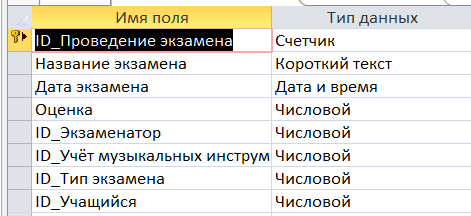 Имя поля Тип данных
ID_Проведение экзамена Счетчик
Название экзамена Короткий текст
Дата экзамена Дата и время
Оценка Числовой
ID_Экзаменатор Числовой
ID_Учёт музыкальных инструм Числовой
ID_Тип экзамена Числовой
ID_Учащийся Числовой